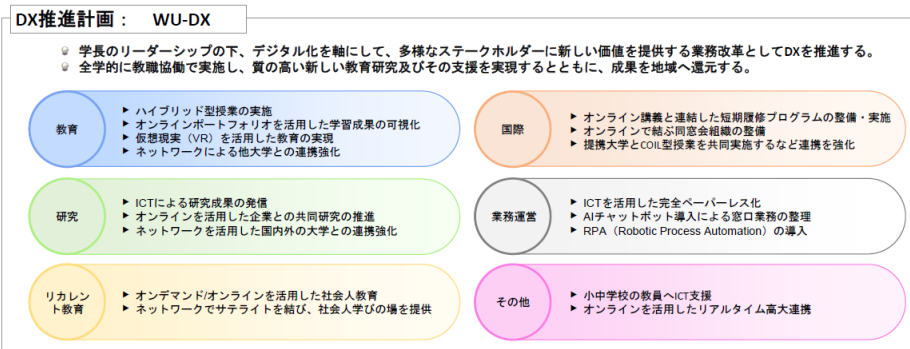 DX推進計画： WU-DX
学長のリーダーシップの下、デジタル化を軸にして、多様なステークホルダーに新しい価値を提供する業務改革としてDXを推進する。
全学的に教職協働で実施し、質の高い新しい教育研究及びその支援を実現するとともに、成果を地域へ還元する。
教育
ハイブリッド型授業の実施
オンラインポートフォリオを活用した学習成果の可視化
仮想現実（VR）を活用した教育の実現
ネットワークによる他大学との連携強化
国際
オンライン講義と連結した短期履修プログラムの整備・実施
オンラインで結ぶ同窓会組織の整備
提携大学とCOIL型授業を共同実施するなど連携を強化
研究
ICTによる研究成果の発信
オンラインを活用した企業との共同研究の推進
ネットワークを活用した国内外の大学との連携強化
業務運営
ICTを活用した完全ペーパーレス化
AIチャットボット導入による窓口業務の整理
RPA（Robotic Process Automation）の導入
リカレン
ト教育
オンデマンド/オンラインを活用した社会人教育
ネットワークでサテライトを結び、社会人学びの場を提供
その他
小中学校の教員へICT支援
オンラインを活用したリアルタイム高大連携